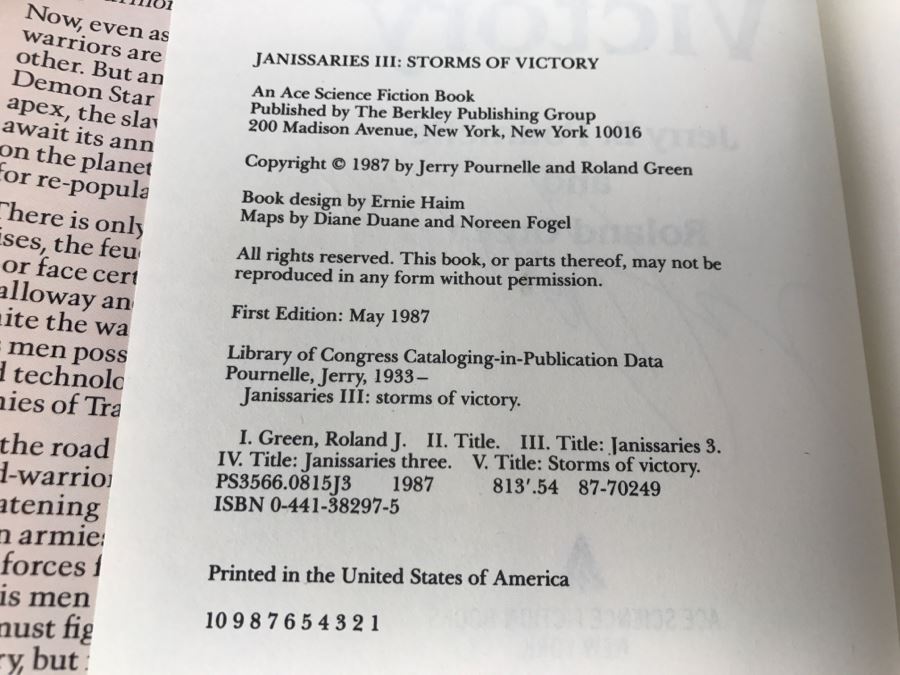 Now, even as
warriors are
other. But an
Demon Star
apex, the slav
await its ann
on the planet
for re-popula
There is only
ises, the feu
or face cert
alloway an
nite the wa
men poss
d technolo
nies of Tra
the road
d-warrior
atening
n armies
forces f
is men
must fig
ry, but
JANISSARIES III: STORMS OF VICTORY
An Ace Science Fiction Book
Published by The Berkley Publishing Group
200 Madison Avenue, New York, New York 10016
Copyright © 1987 by Jerry Pournelle and Roland Green
Book design by Ernie Haim
Maps by Diane Duane and Noreen Fogel
All rights reserved. This book, or parts thereof, may not be
reproduced in any form without permission.
First Edition: May 1987
Library of Congress Cataloging-in-Publication Data
Pournelle, Jerry, 1933–
Janissaries III: storms of victory.
I. Green, Roland J. II. Title. III. Title: Janissaries 3.
IV. Title: Janissaries three. V. Title: Storms of victory.
PS3566.0815J3 1987 813'.54 87-70249
ISBN 0-441-38297-5
Printed in the United States of America
10 9 8 7 6 5 4 3 2 1